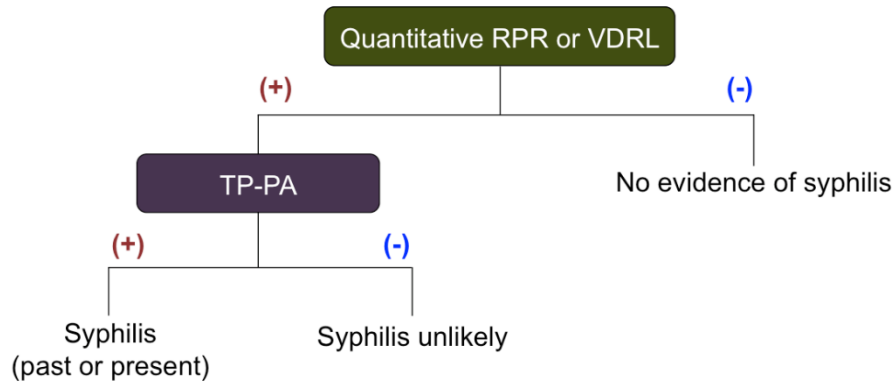 Quantitative RPR or VDRL
(+)
(-)
TP-PA
No evidence of syphilis
(+)
(-)
Syphilis
(past or present)
Syphilis unlikely